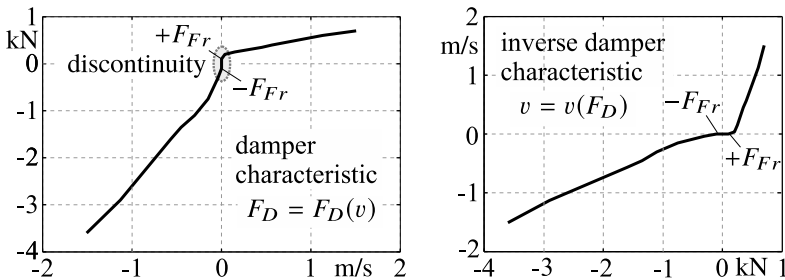 1
kN
0
-1
-2
-3
-4
+F_Fr
discontinuity
−F_Fr
damper
characteristic
F_D = F_D(v)
-2 -1 0 1 m/s 2
2
m/s
1
0
-1
-2
inverse damper
characteristic
v = v(F_D)
−F_Fr
+F_Fr
-4 -3 -2 -1 0 kN 1